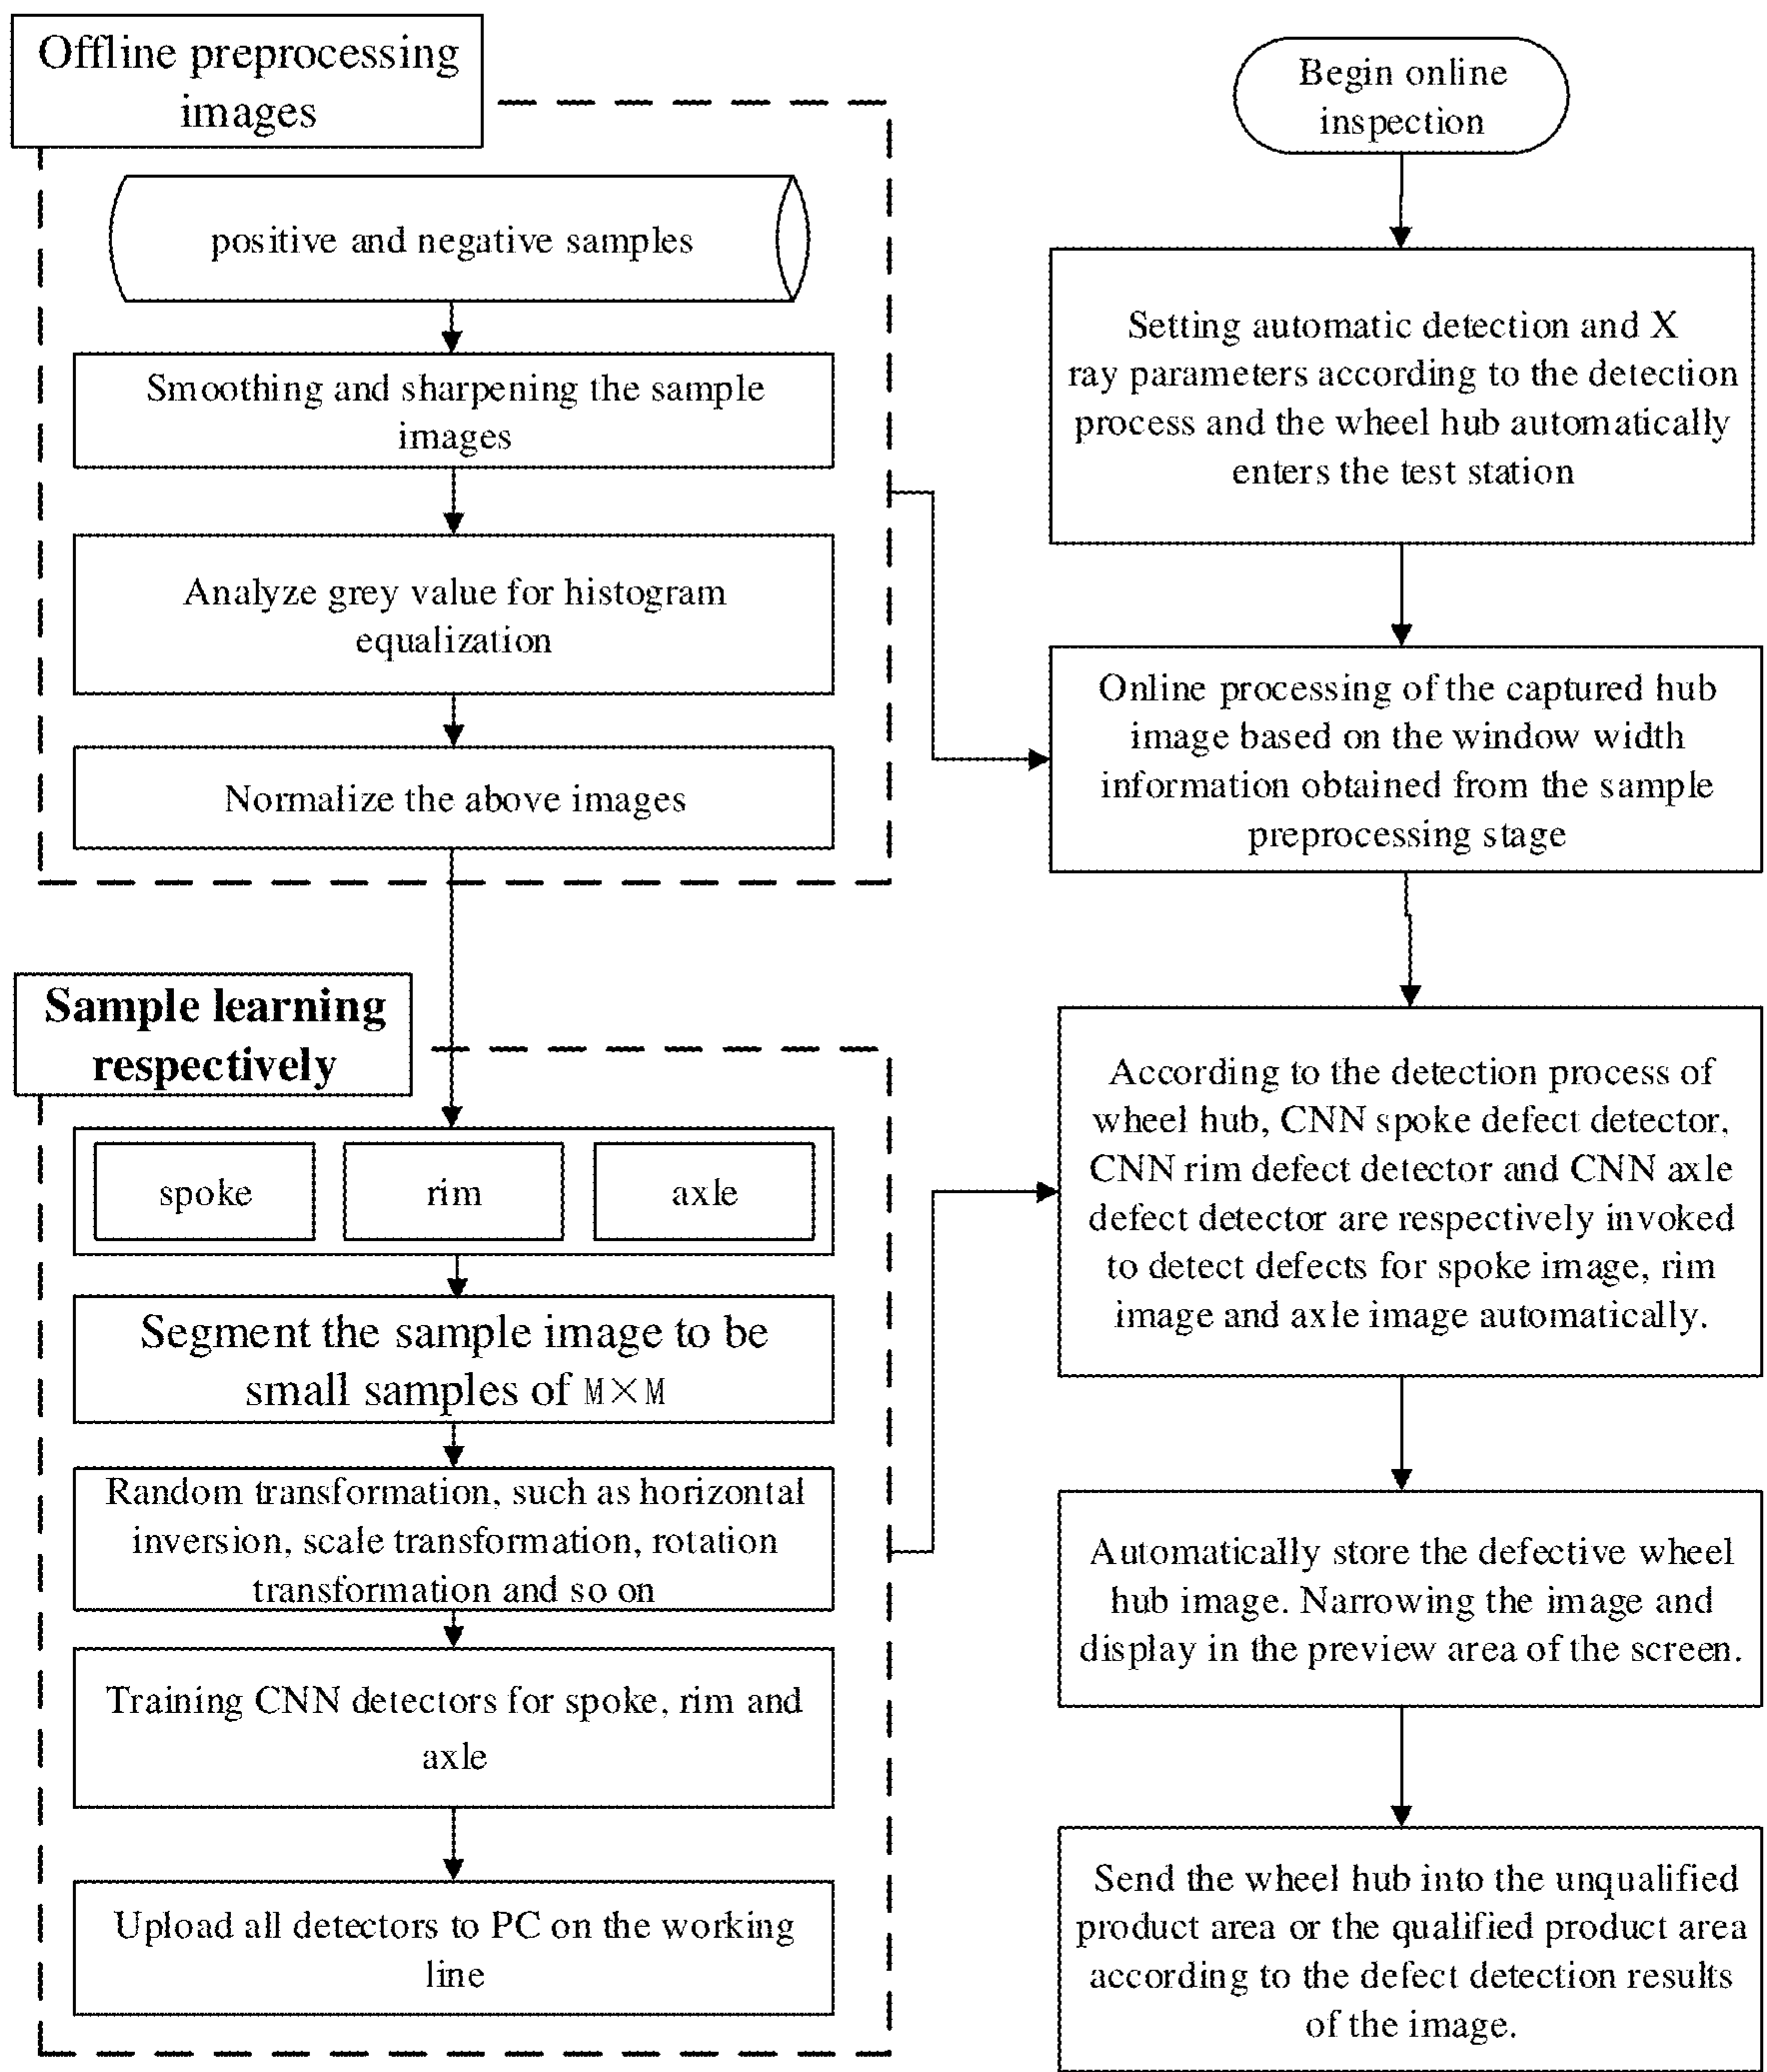 Offline preprocessing
images
positive and negative samples
Smoothing and sharpening the sample
images
Analyze grey value for histogram
equalization
Normalize the above images
Sample learning
respectively
spoke
rim
axle
Segment the sample image to be
small samples of M×M
Random transformation, such as horizontal
inversion, scale transformation, rotation
transformation and so on
Training CNN detectors for spoke, rim and
axle
Upload all detectors to PC on the working
line
Begin online
inspection
Setting automatic detection and X
ray parameters according to the detection
process and the wheel hub automatically
enters the test station
Online processing of the captured hub
image based on the window width
information obtained from the sample
preprocessing stage
According to the detection process of
wheel hub, CNN spoke defect detector,
CNN rim defect detector and CNN axle
defect detector are respectively invoked
to detect defects for spoke image, rim
image and axle image automatically.
Automatically store the defective wheel
hub image. Narrowing the image and
display in the preview area of the screen.
Send the wheel hub into the unqualified
product area or the qualified product area
according to the defect detection results
of the image.